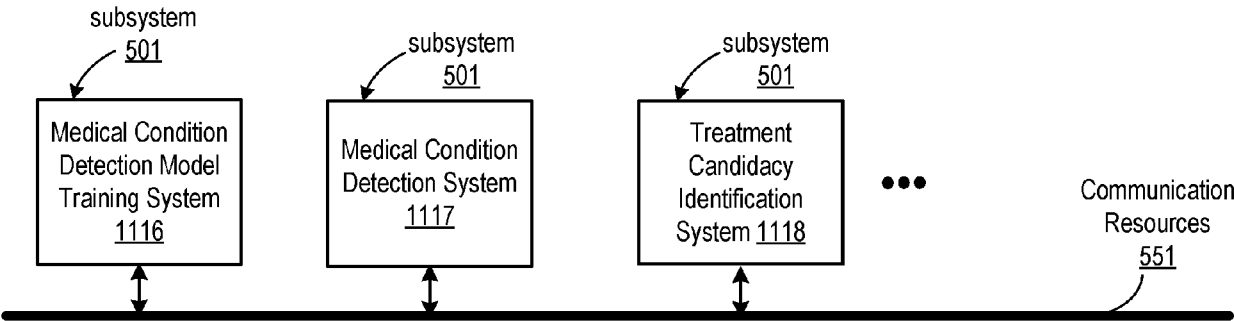 subsystem
501
Medical Condition
Detection Model
Training System
1116
subsystem
501
Medical Condition
Detection System
1117
subsystem
501
Treatment
Candidacy
Identification
System 1118
Communication
Resources
551